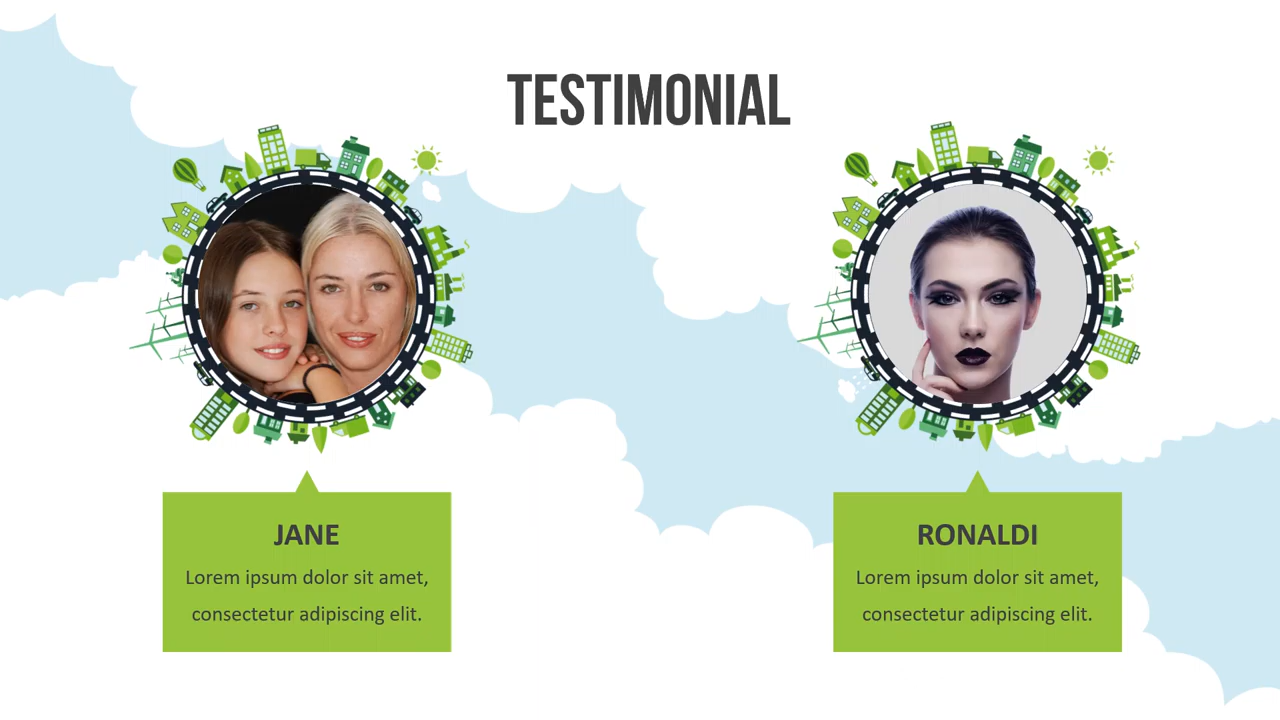 TESTIMONIAL
JANE
Lorem ipsum dolor sit amet,
consectetur adipiscing elit.
RONALDI
Lorem ipsum dolor sit amet,
consectetur adipiscing elit.